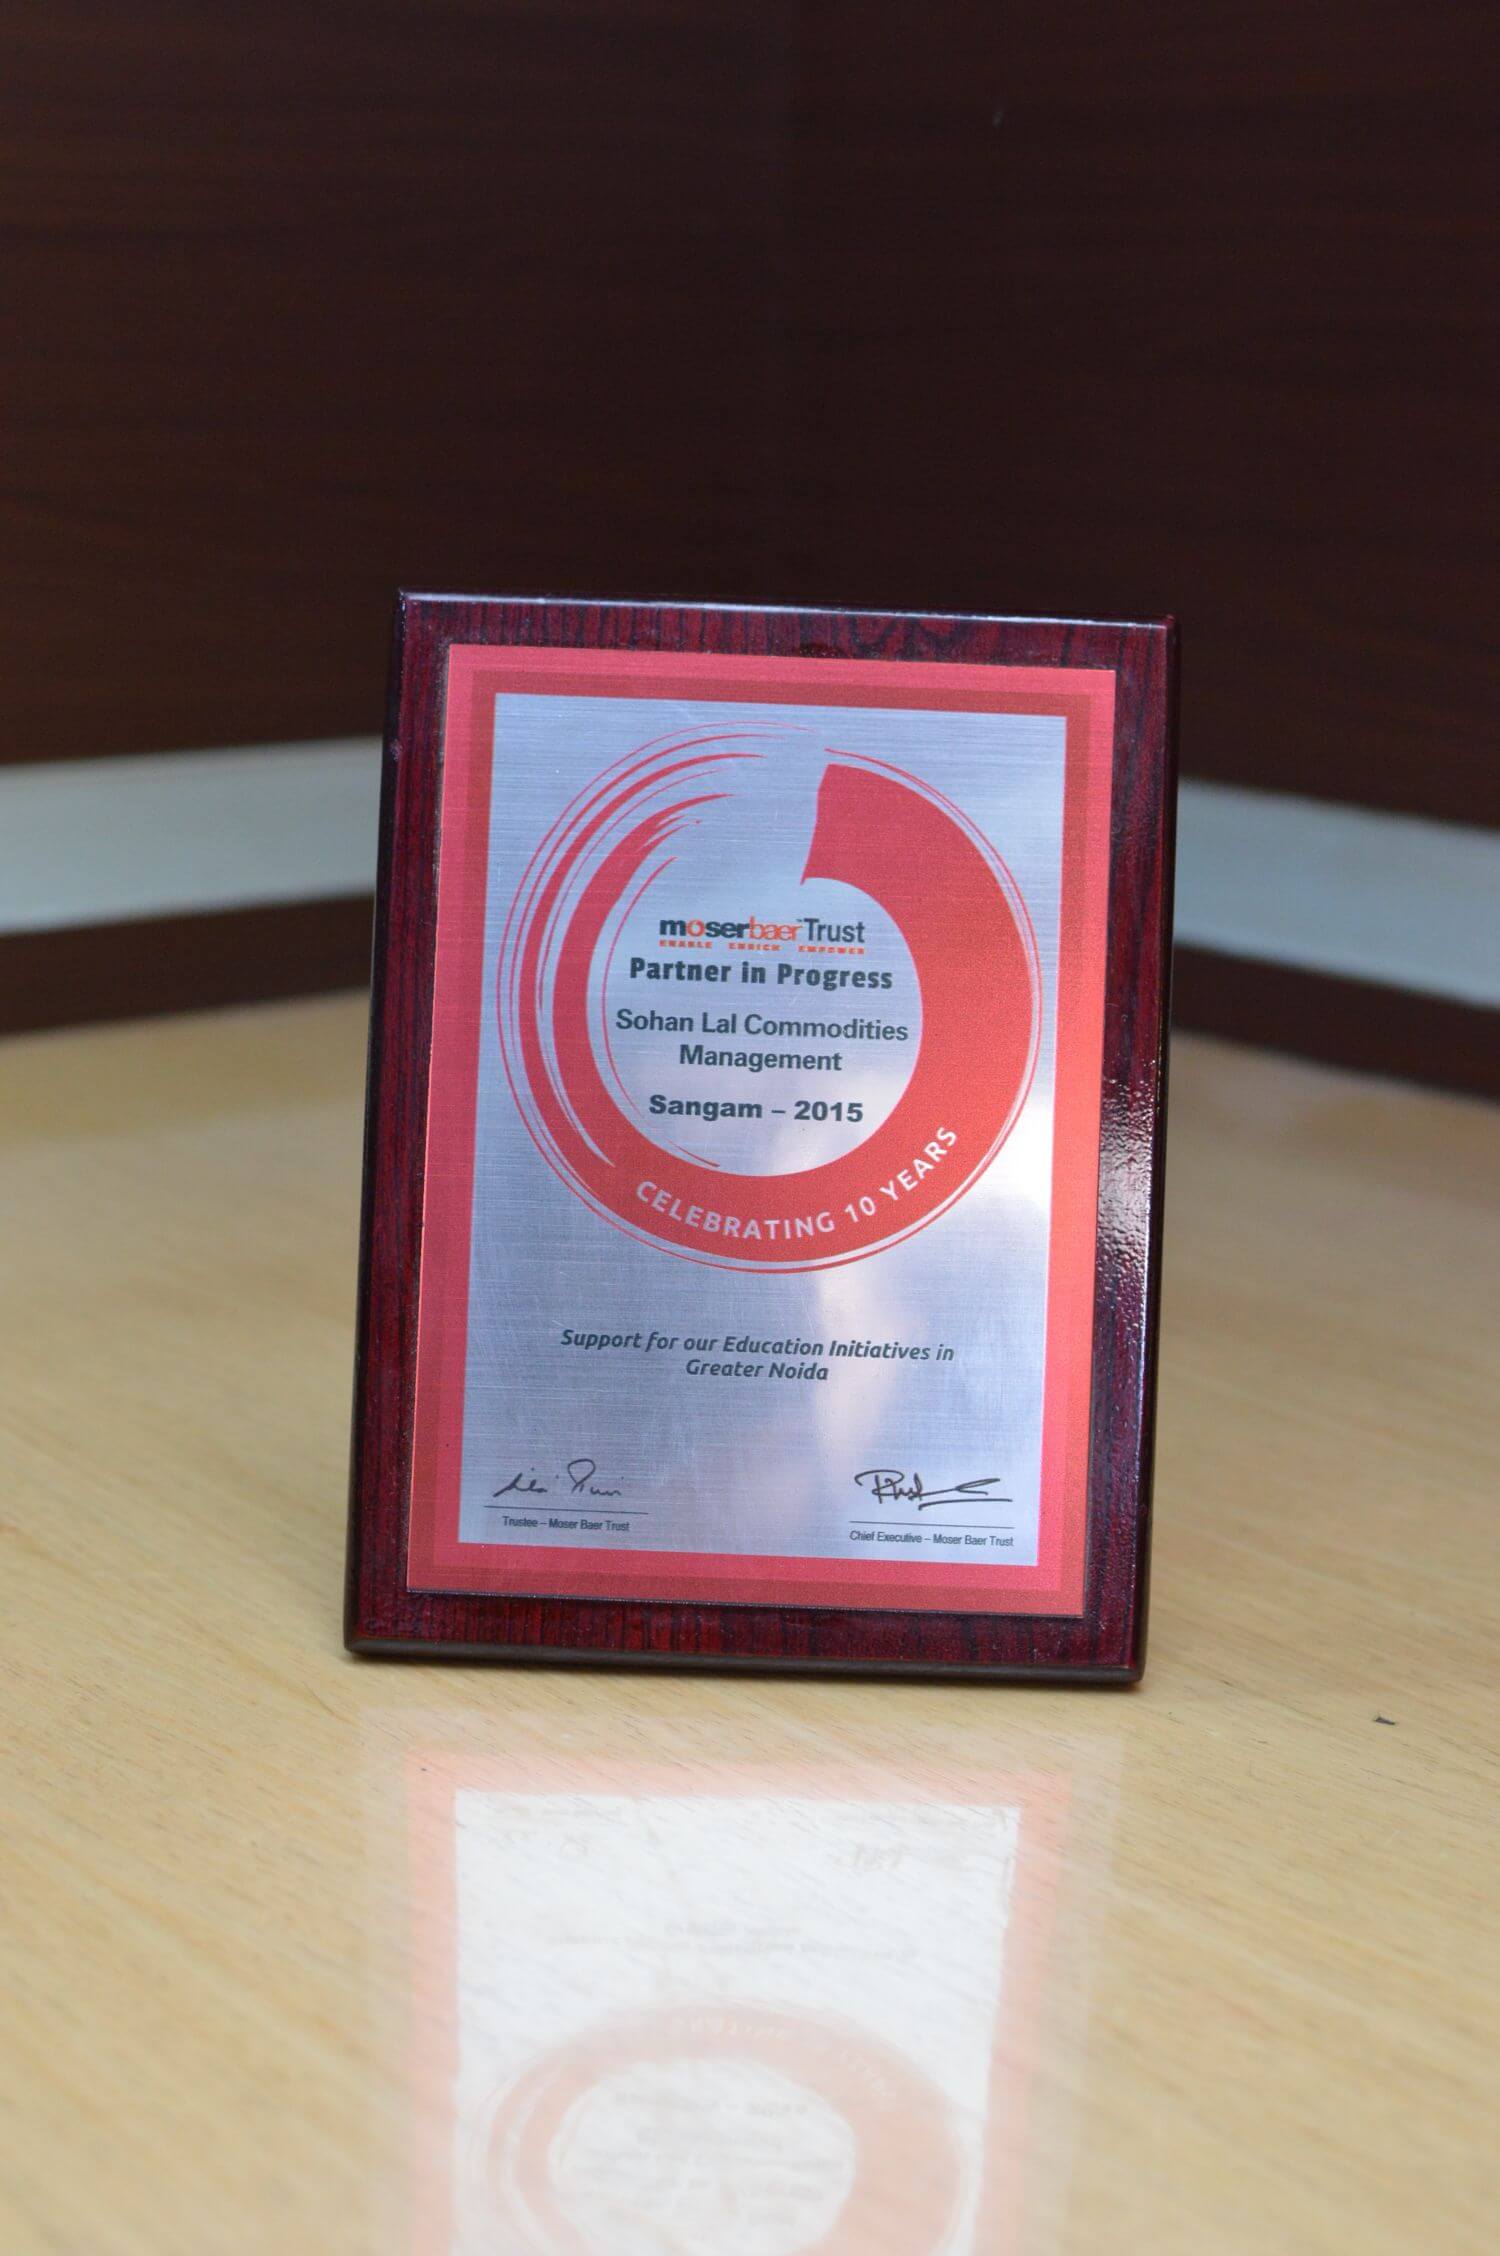 moserbaer™ Trust
ENABLE ENRICH EMPOWER
Partner in Progress
Sohan Lal Commodities
Management
Sangam – 2015
CELEBRATING 10 YEARS
Support for our Education Initiatives in
Greater Noida
Trustee – Moser Baer Trust
Chief Executive – Moser Baer Trust